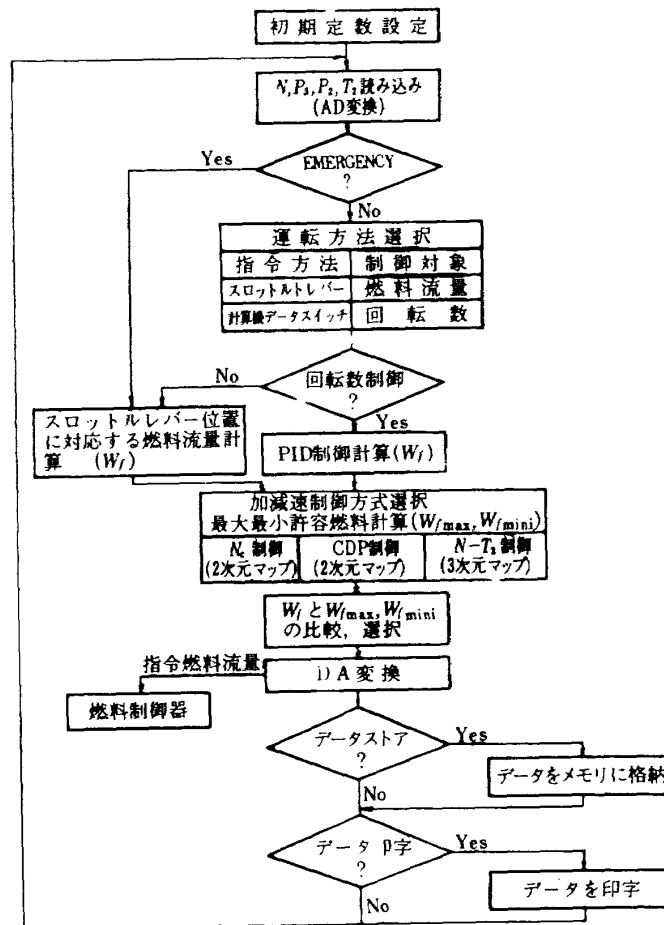 初期定数設定
N,P₃,P₂,T₂読み込み
(AD変換)
EMERGENCY
?
Yes
No
運転方法選択
指令方法 制御対象
スロットルトレバー 燃料流量
計算機データスイッチ 回転数
回転数制御
?
No
Yes
スロットルレバー位置
に対応する燃料流量計
算 (Wf)
PID制御計算(Wf)
加減速制御方式選択
最大最小許容燃料計算(Wfmax,Wfmini)
制御 CDP制御 制御
(2次元マップ) (2次元マップ) (3次元マップ)
WfとWfmax,Wfmini
の比較,選択
指令燃料流量
DA変換
燃料制御器
データストア
?
Yes
データをメモリに格納
No
データ印字
?
Yes
データを印字
No